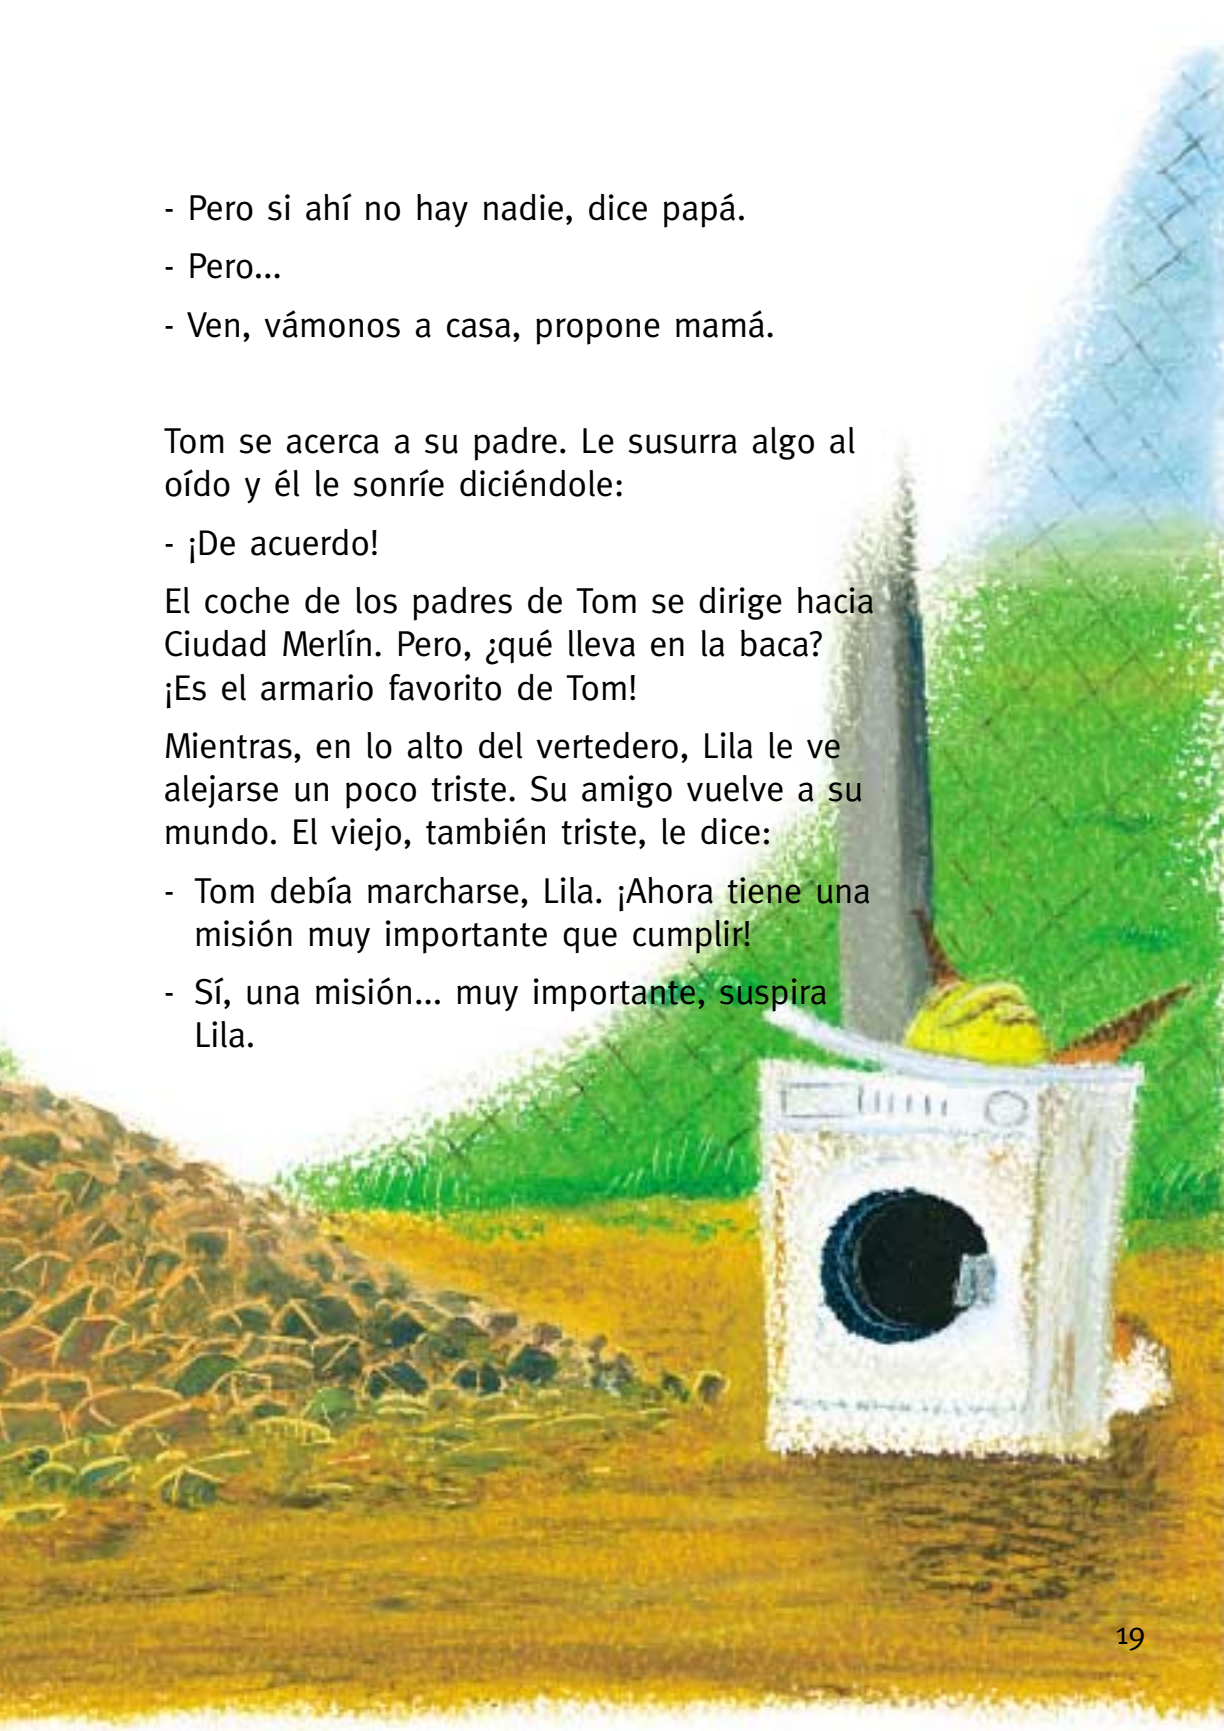 - Pero si ahí no hay nadie, dice papá.
- Pero...
- Ven, vámonos a casa, propone mamá.
Tom se acerca a su padre. Le susurra algo al
oído y él le sonríe diciéndole:
- ¡De acuerdo!
El coche de los padres de Tom se dirige hacia
Ciudad Merlín. Pero, ¿qué lleva en la baca?
¡Es el armario favorito de Tom!
Mientras, en lo alto del vertedero, Lila le ve
alejarse un poco triste. Su amigo vuelve a su
mundo. El viejo, también triste, le dice:
- Tom debía marcharse, Lila. ¡Ahora tiene una
misión muy importante que cumplir!
- Sí, una misión... muy importante, suspira
Lila.
19